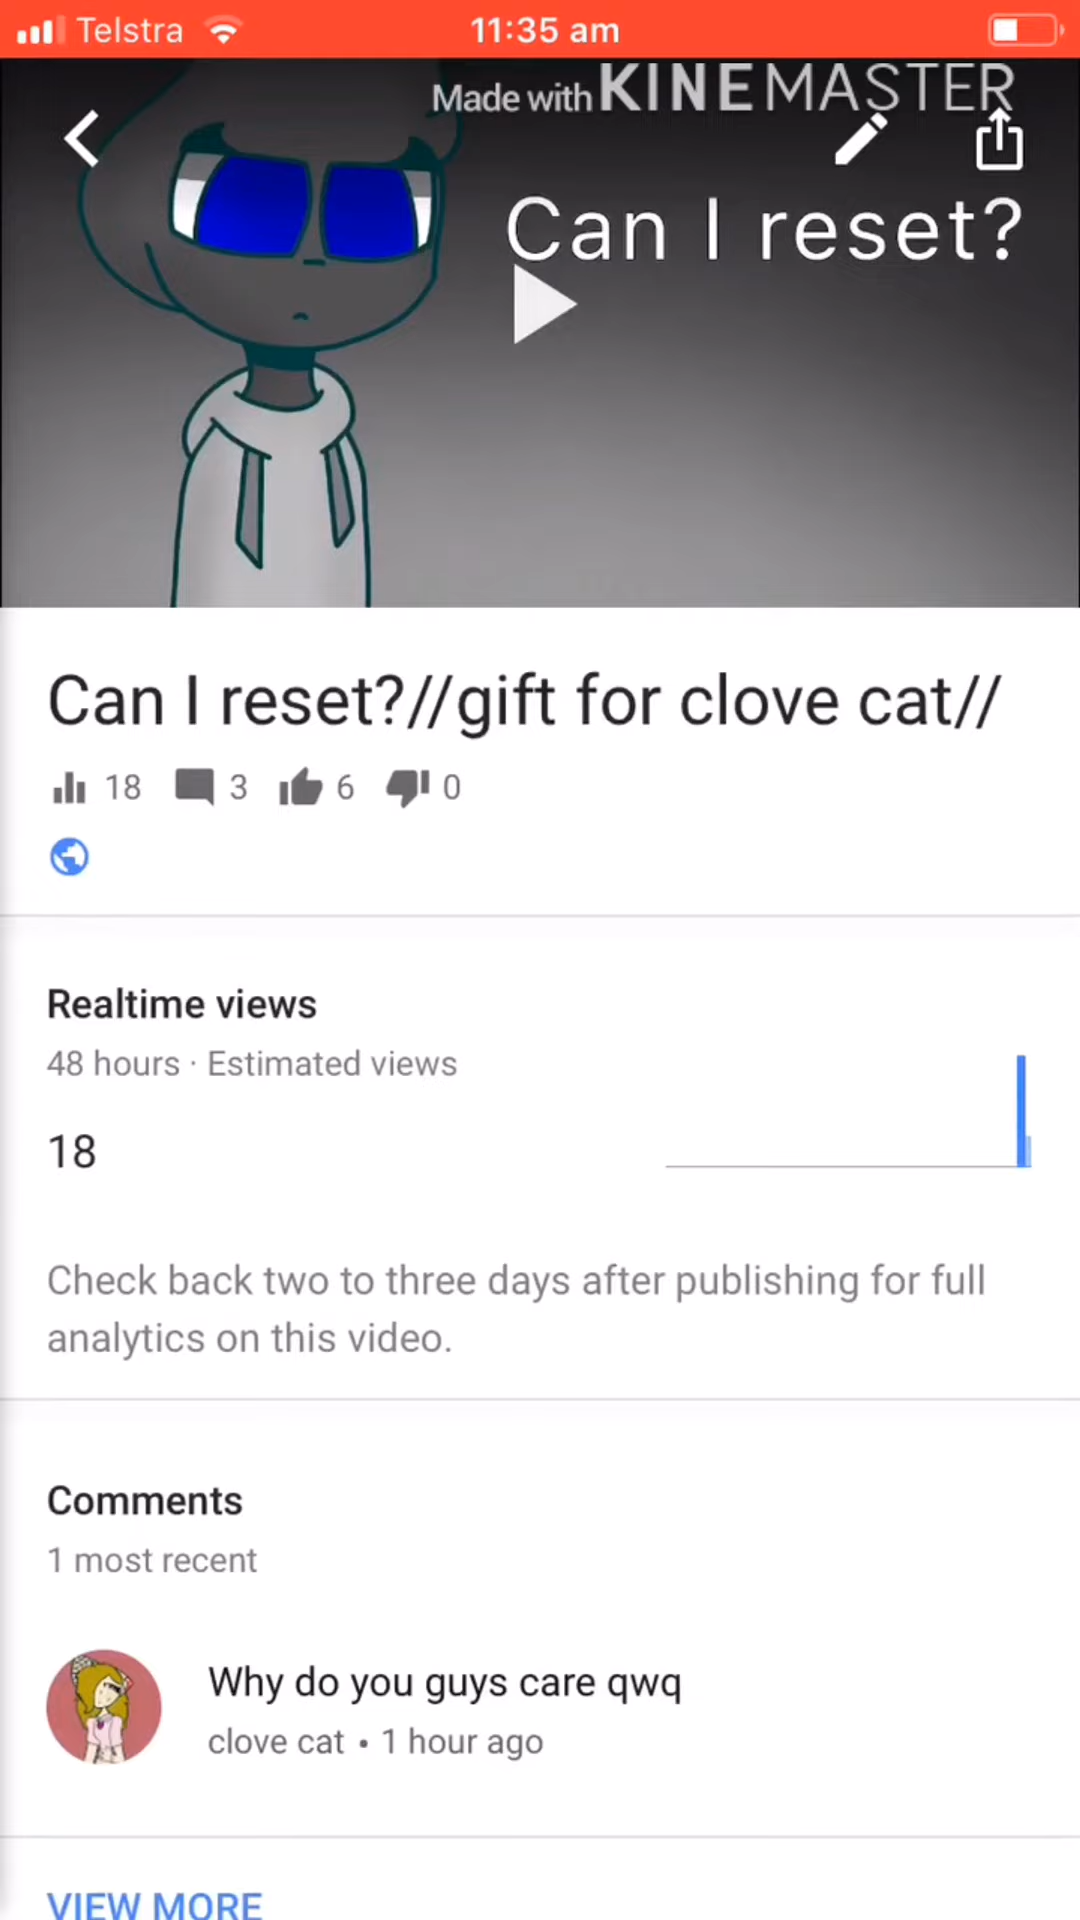 Telstra
11:35 am
Made with KINEMASTER
Can I reset?
Can I reset?//gift for clove cat//
18 3 6 0
Realtime views
48 hours · Estimated views
18
Check back two to three days after publishing for full
analytics on this video.
Comments
1 most recent
Why do you guys care qwq
clove cat • 1 hour ago
VIEW MORE